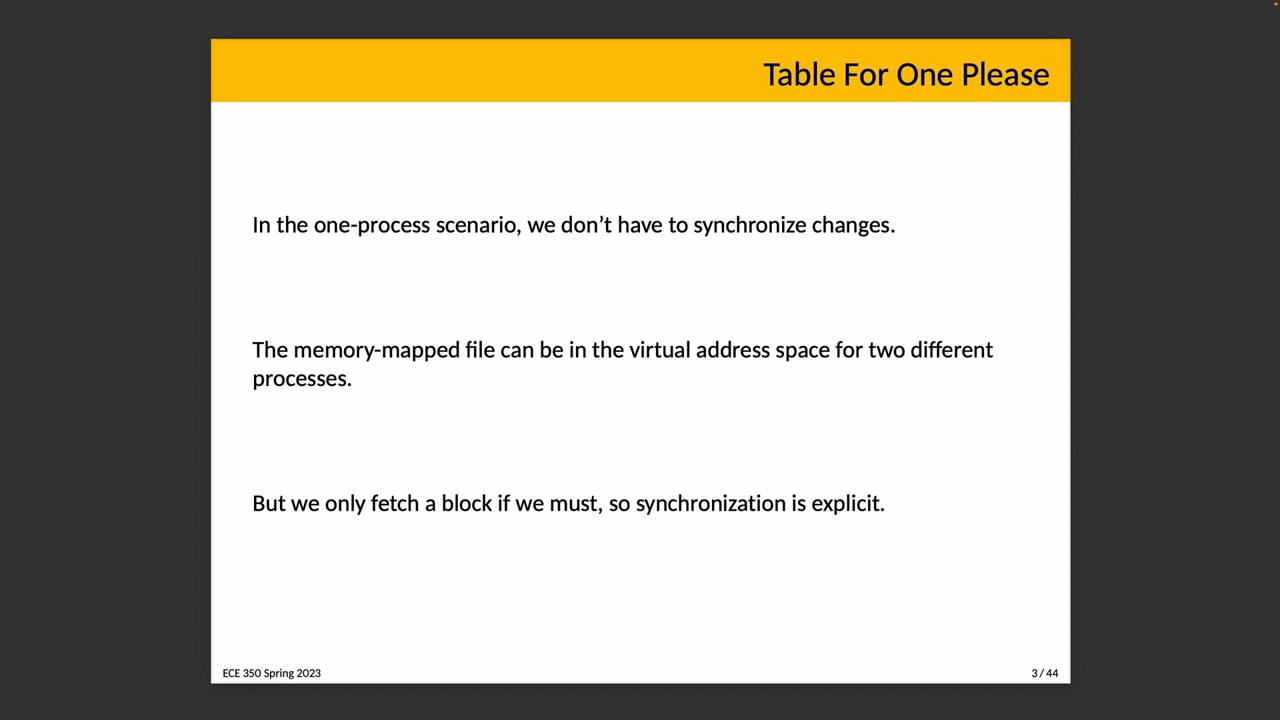 Table For One Please
In the one-process scenario, we don’t have to synchronize changes.
The memory-mapped file can be in the virtual address space for two different
processes.
But we only fetch a block if we must, so synchronization is explicit.
ECE 350 Spring 2023
3 / 44